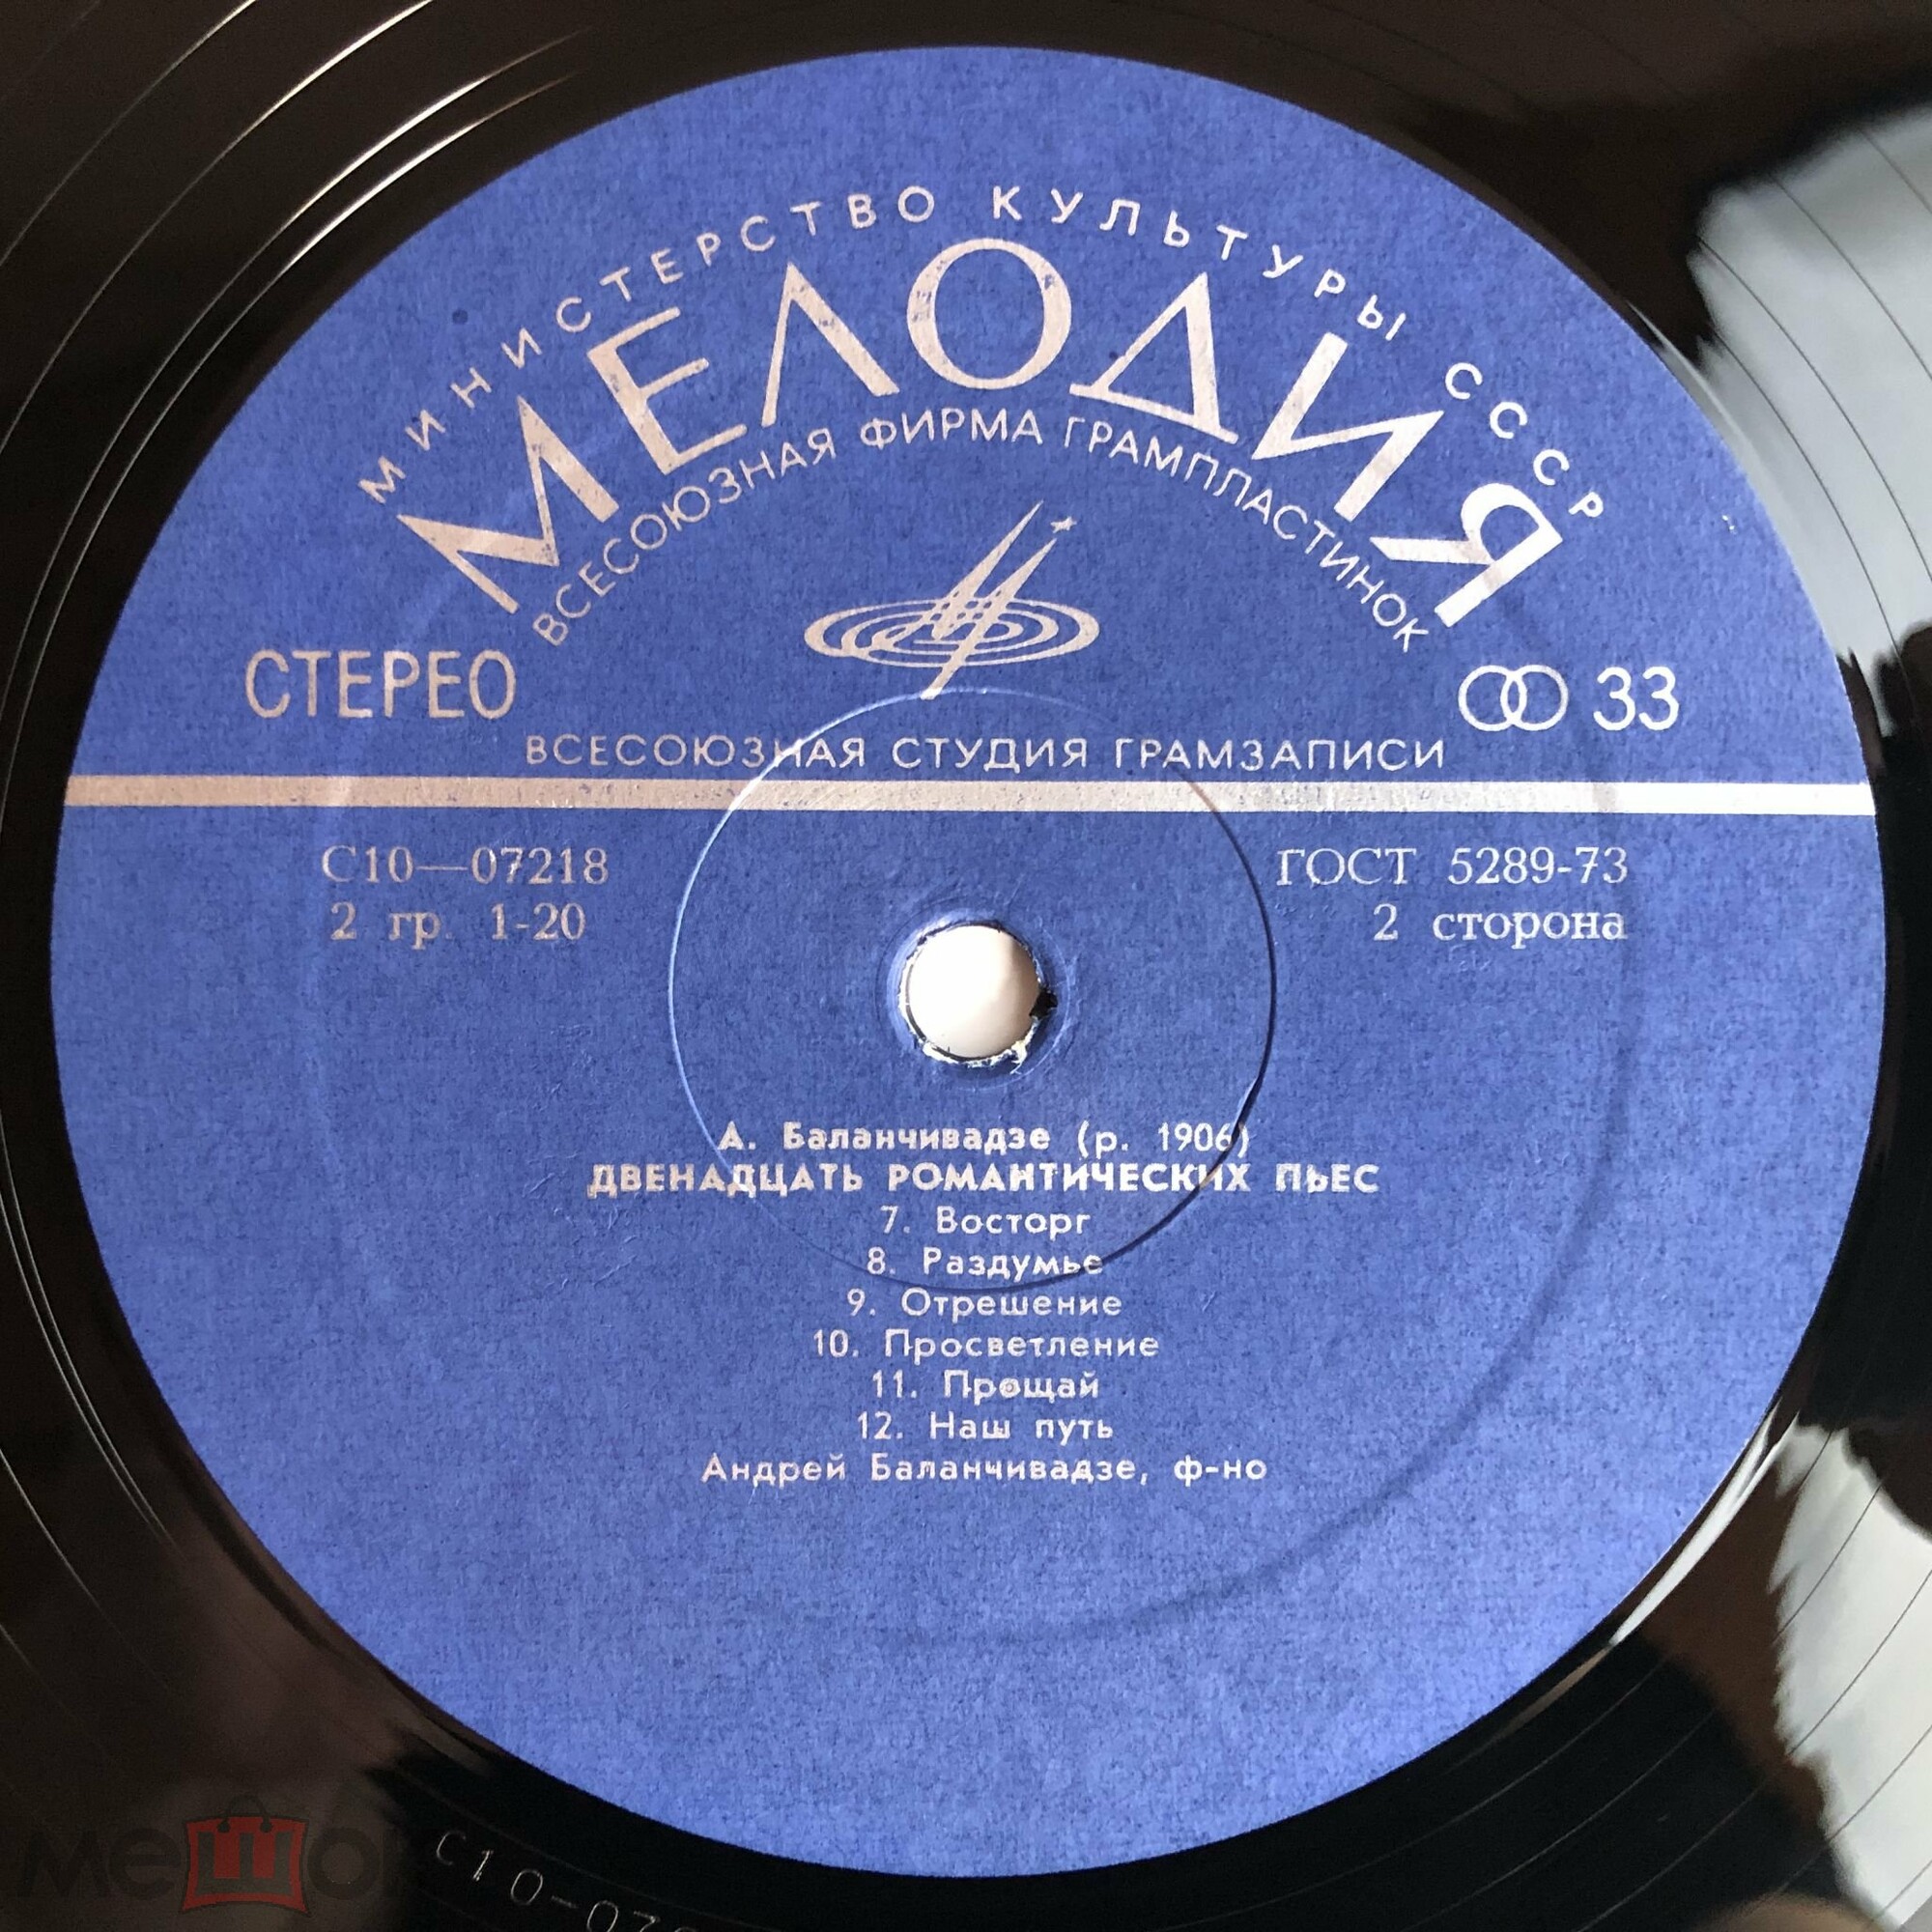 МИНИСТЕРСТВО КУЛЬТУРЫ СССР
МЕЛОДИЯ
ВСЕСОЮЗНАЯ ФИРМА ГРАМПЛАСТИНОК
СТЕРЕО
33
ВСЕСОЮЗНАЯ СТУДИЯ ГРАМЗАПИСИ
С10—07218
ГОСТ 5289-73
2 гр. 1-20
2 сторона
А. Баланчивадзе (р. 1906)
ДВЕНАДЦАТЬ РОМАНТИЧЕСКИХ ПЬЕС
7. Восторг
8. Раздумье
9. Отрешение
10. Просветление
11. Прощай
12. Наш путь
Андрей Баланчивадзе, ф-но